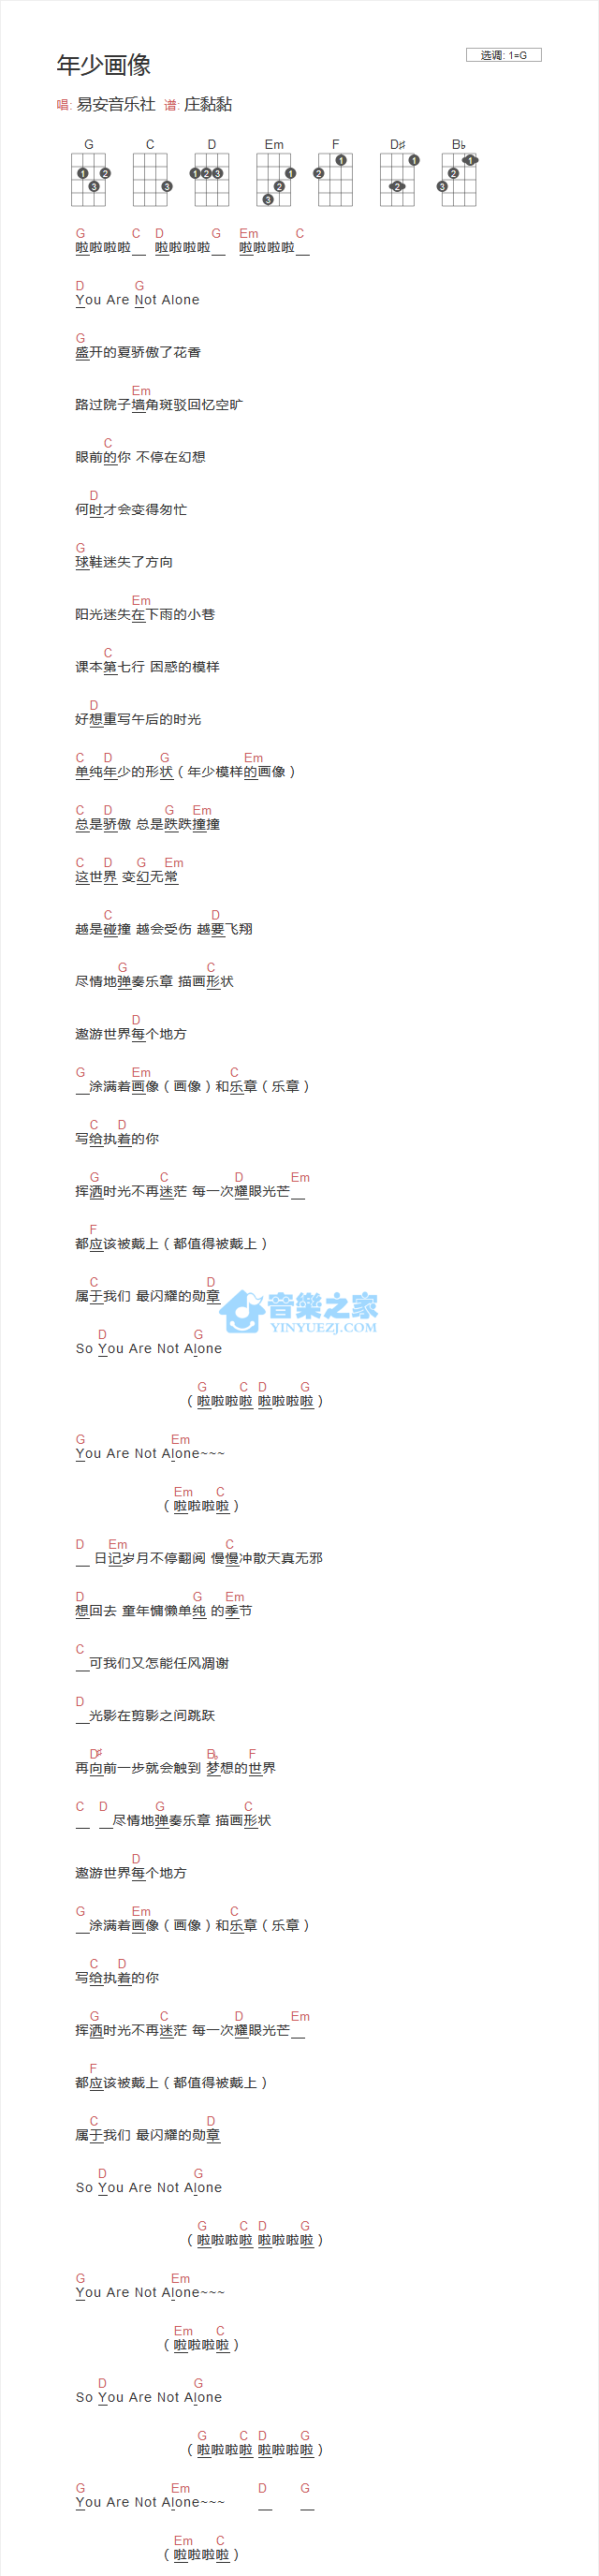 年少画像
选调: 1=G
唱: 易安音乐社 谱: 庄黏黏
G C D Em F D♯ B♭
1 2 3 3 1 2 3 1 2 3 1 2 1 2 1 2 3
G C D G Em C
啦啦啦啦__ 啦啦啦啦__ 啦啦啦啦__
D G
You Are Not Alone
G
盛开的夏骄傲了花香
Em
路过院子墙角斑驳回忆空旷
C
眼前的你 不停在幻想
D
何时才会变得匆忙
G
球鞋迷失了方向
Em
阳光迷失在下雨的小巷
C
课本第七行 困惑的模样
D
好想重写午后的时光
C D G Em
单纯年少的形状（年少模样的画像）
C D G Em
总是骄傲 总是跌跌撞撞
C D G Em
这世界 变幻无常
C D
越是碰撞 越会受伤 越要飞翔
G C
尽情地弹奏乐章 描画形状
D
遨游世界每个地方
G Em C
__涂满着画像（画像）和乐章（乐章）
C D
写给执着的你
G C D Em
挥洒时光不再迷茫 每一次耀眼光芒__
F
都应该被戴上（都值得被戴上）
C D
属于我们 最闪耀的勋章
音樂之家
YINYUEZJ.COM
D G
So You Are Not Alone
G C D G
（啦啦啦啦 啦啦啦啦）
G Em
You Are Not Alone~~~
Em C
（啦啦啦啦）
D Em C
__ 日记岁月不停翻阅 慢慢冲散天真无邪
D G Em
想回去 童年慵懒单纯 的季节
C
__可我们又怎能任风凋谢
D
__光影在剪影之间跳跃
D♯ B♭ F
再向前一步就会触到 梦想的世界
C D G C
__ __尽情地弹奏乐章 描画形状
D
遨游世界每个地方
G Em C
__涂满着画像（画像）和乐章（乐章）
C D
写给执着的你
G C D Em
挥洒时光不再迷茫 每一次耀眼光芒__
F
都应该被戴上（都值得被戴上）
C D
属于我们 最闪耀的勋章
D G
So You Are Not Alone
G C D G
（啦啦啦啦 啦啦啦啦）
G Em
You Are Not Alone~~~
Em C
（啦啦啦啦）
D G
So You Are Not Alone
G C D G
（啦啦啦啦 啦啦啦啦）
G Em D G
You Are Not Alone~~~ __ __
Em C
（啦啦啦啦）